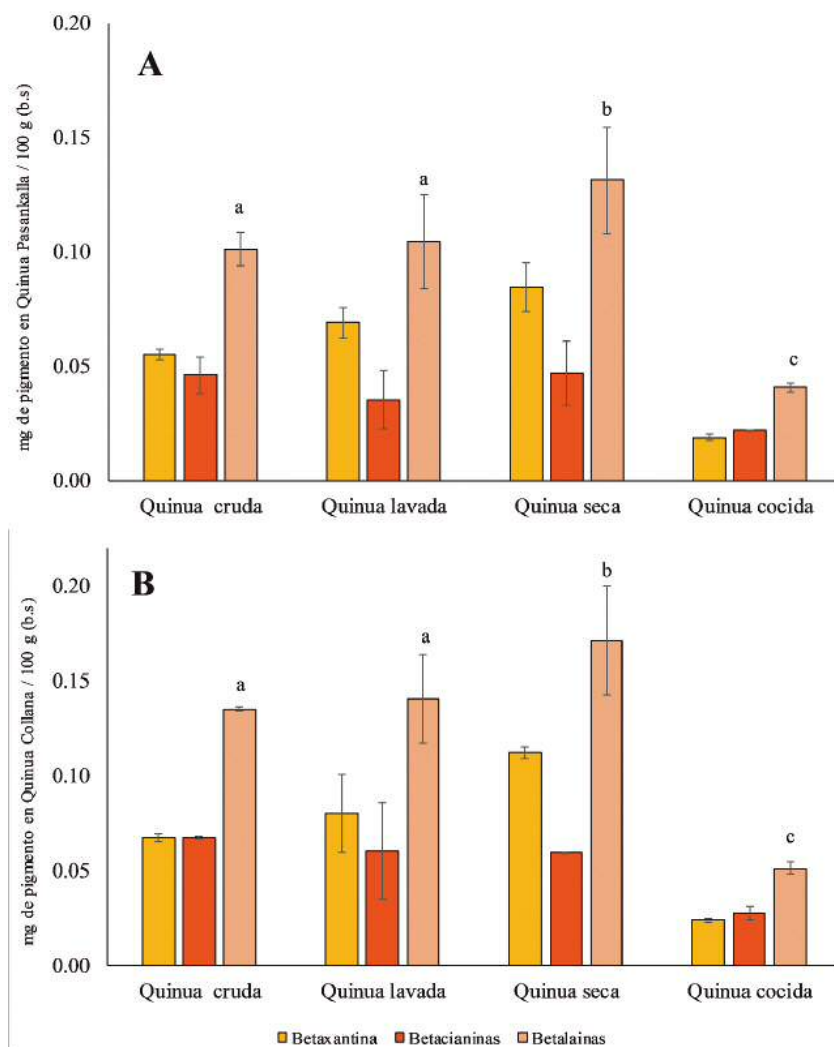 0.20
A
b
0.15
a
a
0.10
0.05
c
0.00
mg de pigmento en Quinua Pasankalla / 100 g (b.s)
Quinua cruda
Quinua lavada
Quinua seca
Quinua cocida
B
b
0.20
a
a
0.15
0.10
c
0.05
0.00
mg de pigmento en Quinua Collana / 100 g (b.s)
Quinua cruda
Quinua lavada
Quinua seca
Quinua cocida
Betaxantina
Betacianinas
Betalainas